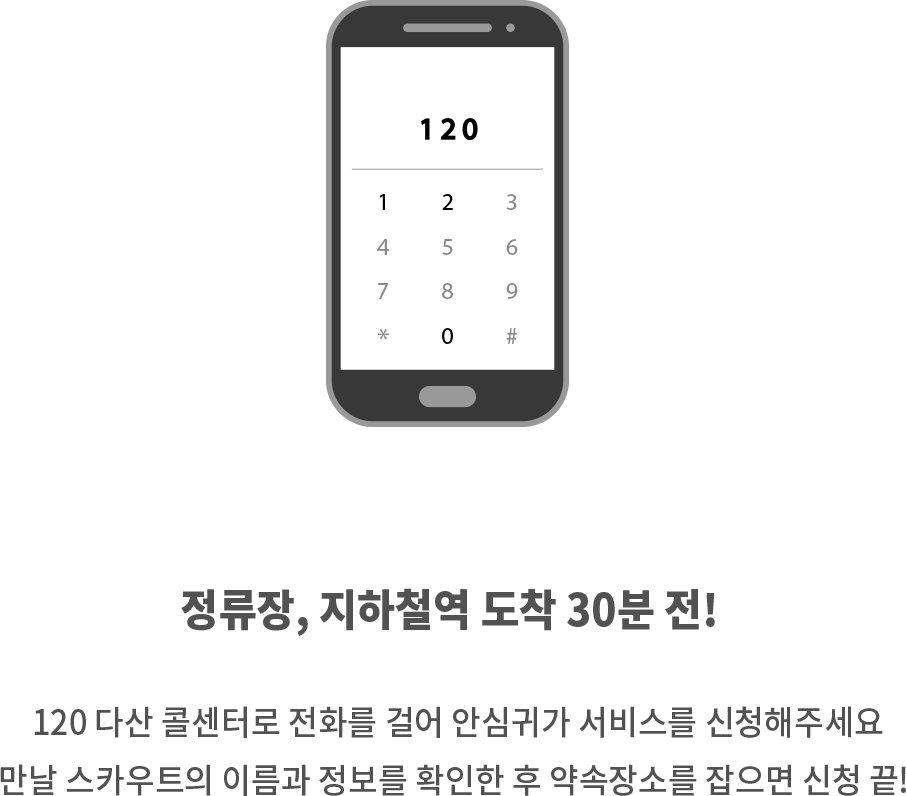 120
1 2 3
4 5 6
7 8 9
* 0 #
정류장, 지하철역 도착 30분 전!
120 다산 콜센터로 전화를 걸어 안심귀가 서비스를 신청해주세요
만날 스카우트의 이름과 정보를 확인한 후 약속장소를 잡으면 신청 끝!